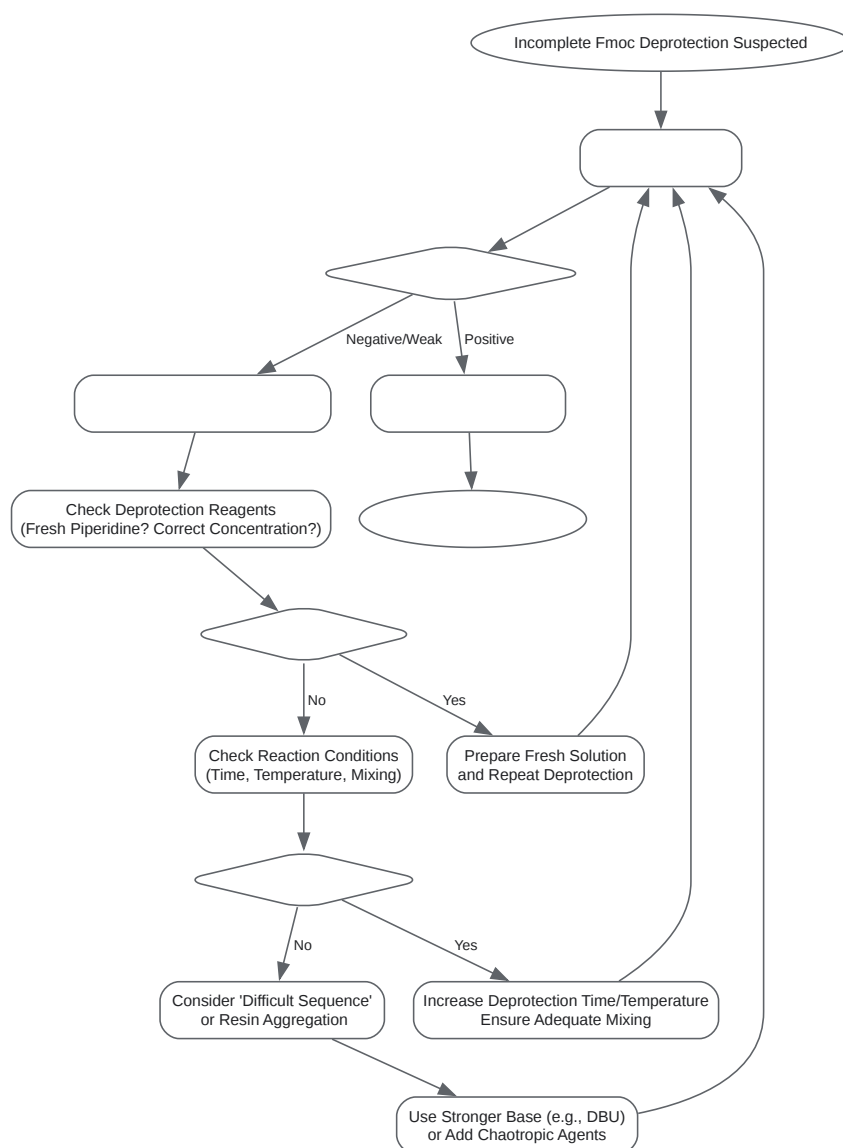 Incomplete Fmoc Deprotection Suspected
Negative/Weak
Positive
Check Deprotection Reagents
(Fresh Piperidine? Correct Concentration?)
No
Yes
Check Reaction Conditions
(Time, Temperature, Mixing)
Prepare Fresh Solution
and Repeat Deprotection
No
Yes
Consider 'Difficult Sequence'
or Resin Aggregation
Increase Deprotection Time/Temperature
Ensure Adequate Mixing
Use Stronger Base (e.g., DBU)
or Add Chaotropic Agents